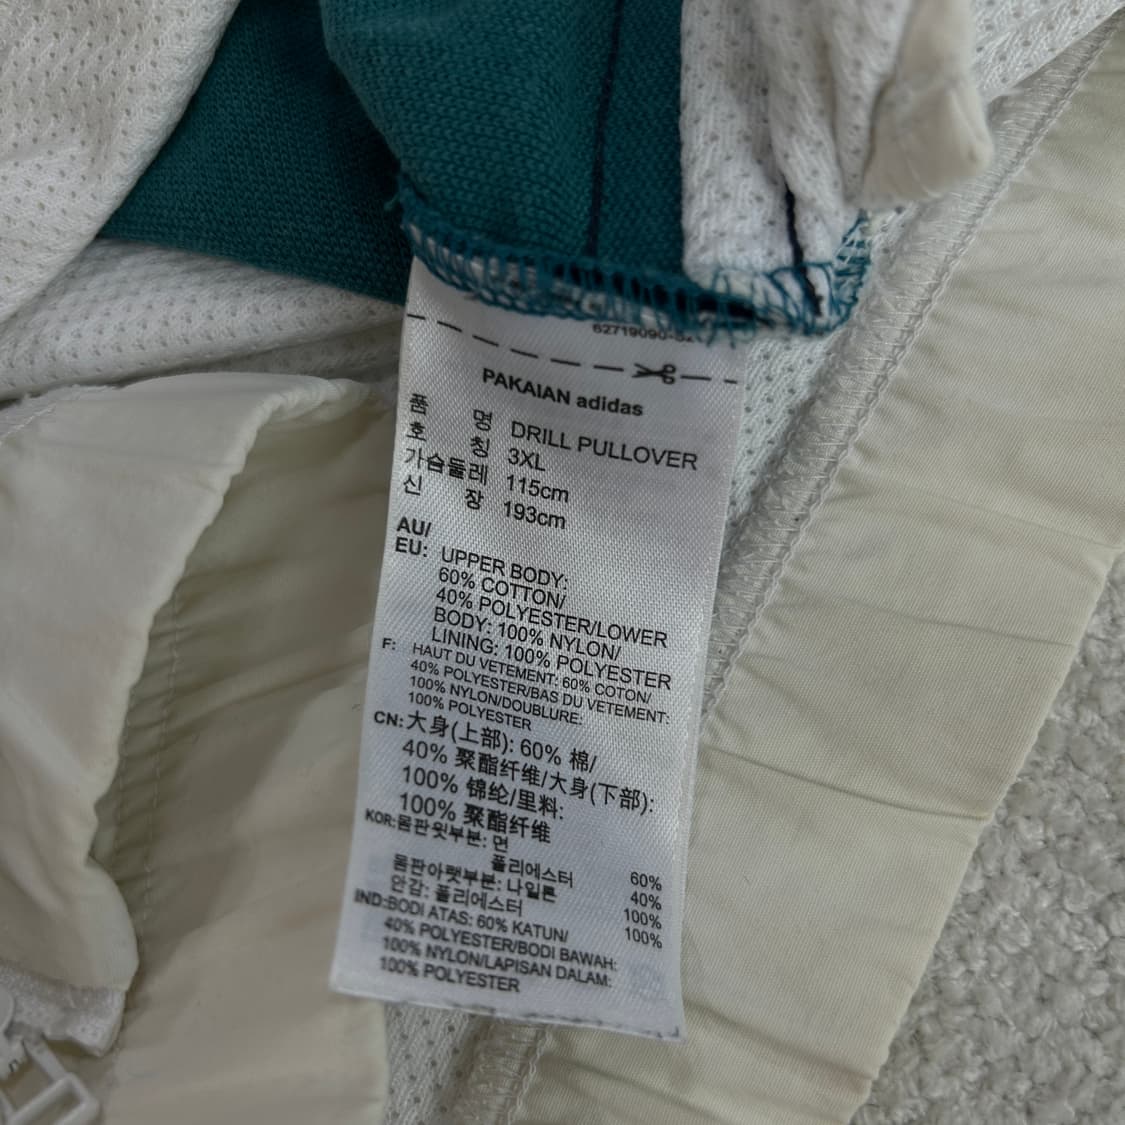 62719090-S2
PAKAIAN adidas
품 명 DRILL PULLOVER
호 칭 3XL
가슴둘레 115cm
신 장 193cm
AU/
EU: UPPER BODY:
60% COTTON/
40% POLYESTER/LOWER
BODY: 100% NYLON/
LINING: 100% POLYESTER
F: HAUT DU VETEMENT: 60% COTON/
40% POLYESTER/BAS DU VETEMENT:
100% NYLON/DOUBLURE:
100% POLYESTER
CN: 大身(上部): 60% 棉/
40% 聚酯纤维/大身(下部):
100% 锦纶/里料:
100% 聚酯纤维
KOR: 몸판윗부분: 면 60%
폴리에스터 40%
몸판아랫부분: 나일론 100%
안감: 폴리에스터 100%
IND: BODI ATAS: 60% KATUN/
40% POLYESTER/BODI BAWAH:
100% NYLON/LAPISAN DALAM:
100% POLYESTER